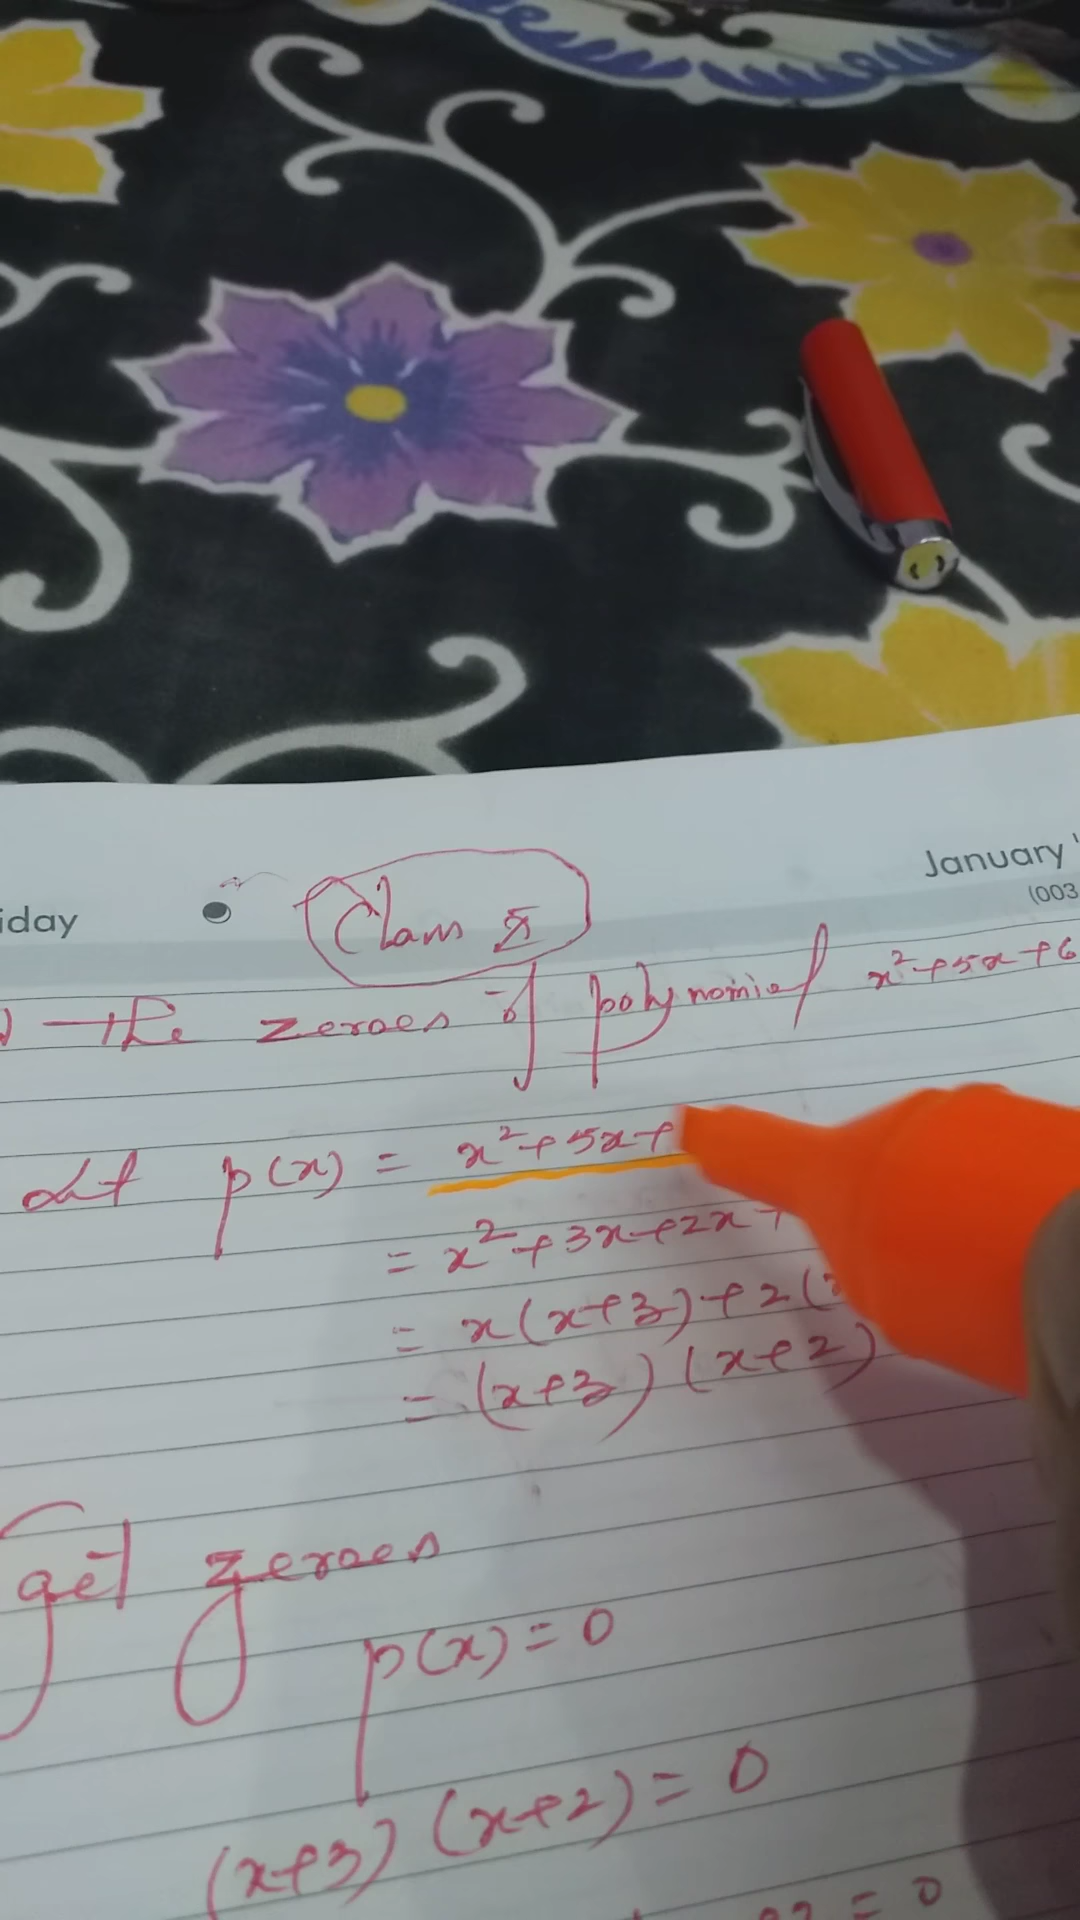 iday
January '
(003
Class X
the zeroes of polynomial x²+5x+6
Let p(x) = x²+5x+
= x²+3x+2x+
= x(x+3)+2(x
= (x+3)(x+2)
get zeroes
p(x)=0
(x+3)(x+2)=0
= 0